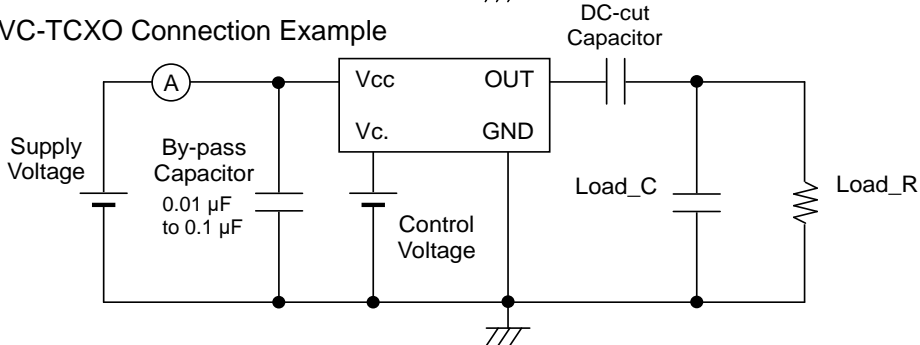 VC-TCXO Connection Example
DC-cut
Capacitor
A
Vcc
OUT
Vc.
GND
Supply
Voltage
By-pass
Capacitor
0.01 µF
to 0.1 µF
Control
Voltage
Load_C
Load_R